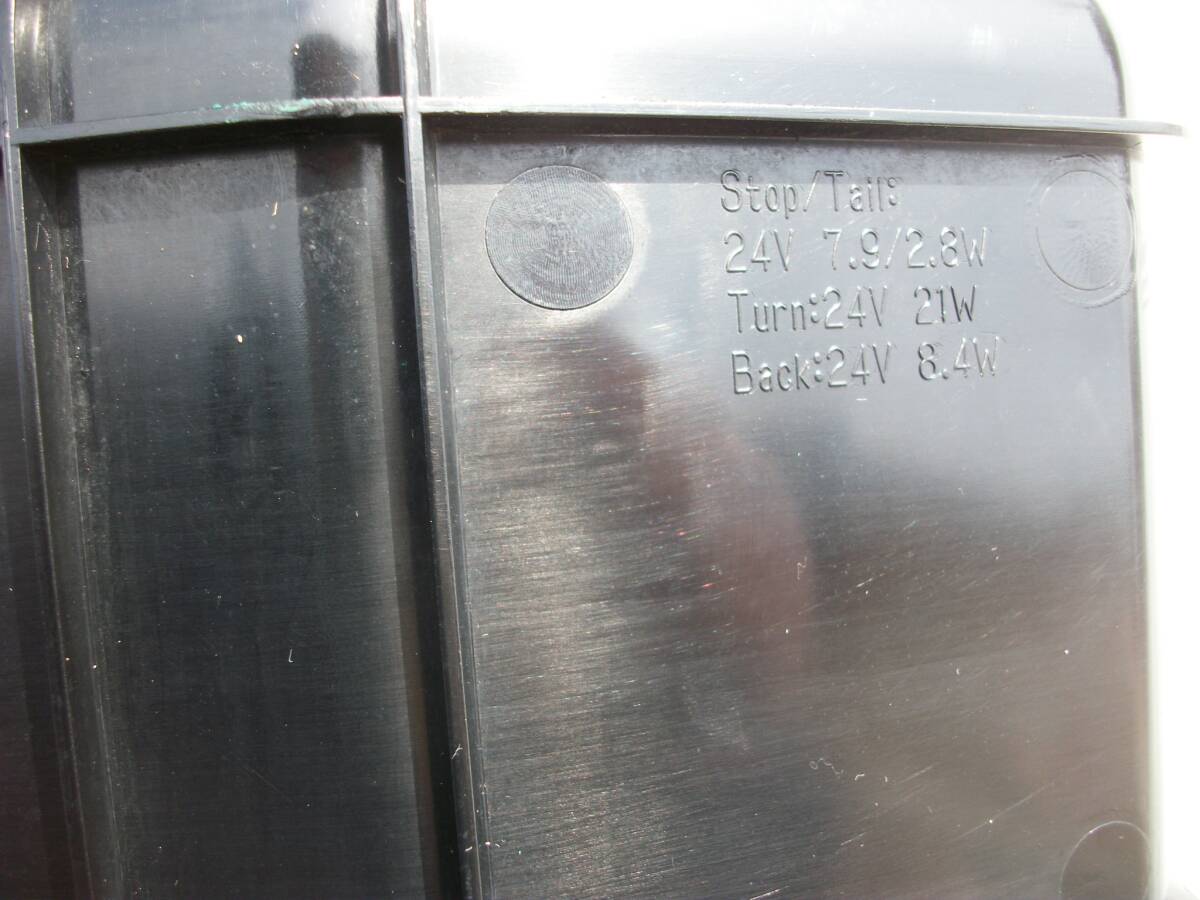 Stop/Tail:
24V 7.9/2.8W
Turn:24V 21W
Back:24V 8.4W